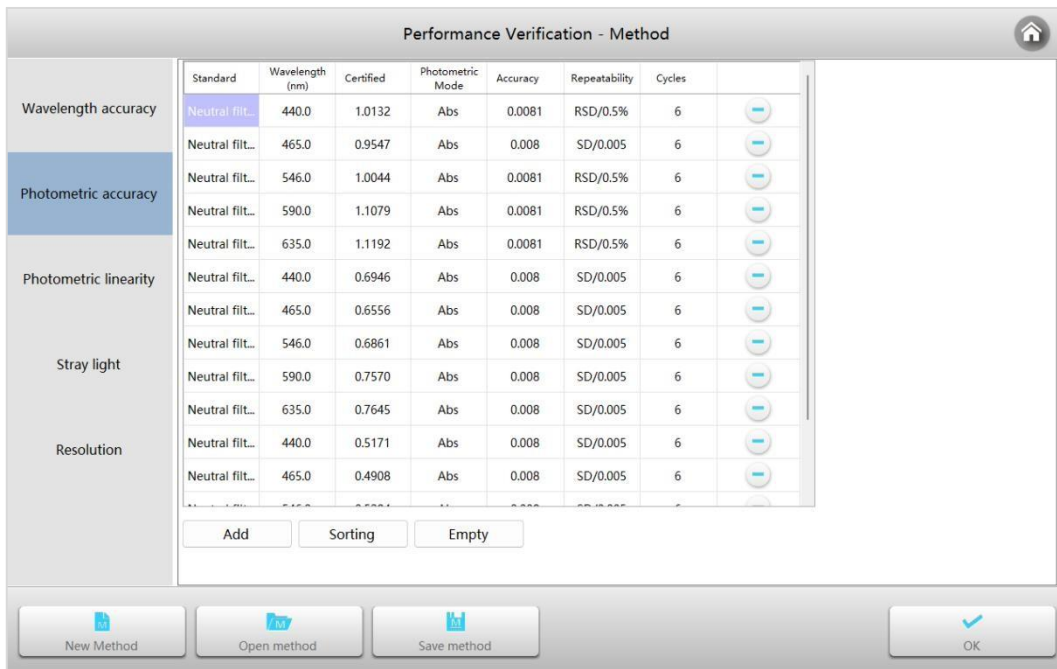 Performance Verification - Method
Wavelength accuracy
Photometric accuracy
Photometric linearity
Stray light
Resolution
Standard Wavelength (nm) Certified Photometric Mode Accuracy Repeatability Cycles
Neutral filt... 440.0 1.0132 Abs 0.0081 RSD/0.5% 6
Neutral filt... 465.0 0.9547 Abs 0.008 SD/0.005 6
Neutral filt... 546.0 1.0044 Abs 0.0081 RSD/0.5% 6
Neutral filt... 590.0 1.1079 Abs 0.0081 RSD/0.5% 6
Neutral filt... 635.0 1.1192 Abs 0.0081 RSD/0.5% 6
Neutral filt... 440.0 0.6946 Abs 0.008 SD/0.005 6
Neutral filt... 465.0 0.6556 Abs 0.008 SD/0.005 6
Neutral filt... 546.0 0.6861 Abs 0.008 SD/0.005 6
Neutral filt... 590.0 0.7570 Abs 0.008 SD/0.005 6
Neutral filt... 635.0 0.7645 Abs 0.008 SD/0.005 6
Neutral filt... 440.0 0.5171 Abs 0.008 SD/0.005 6
Neutral filt... 465.0 0.4908 Abs 0.008 SD/0.005 6
Add Sorting Empty
M M M
New Method Open method Save method OK